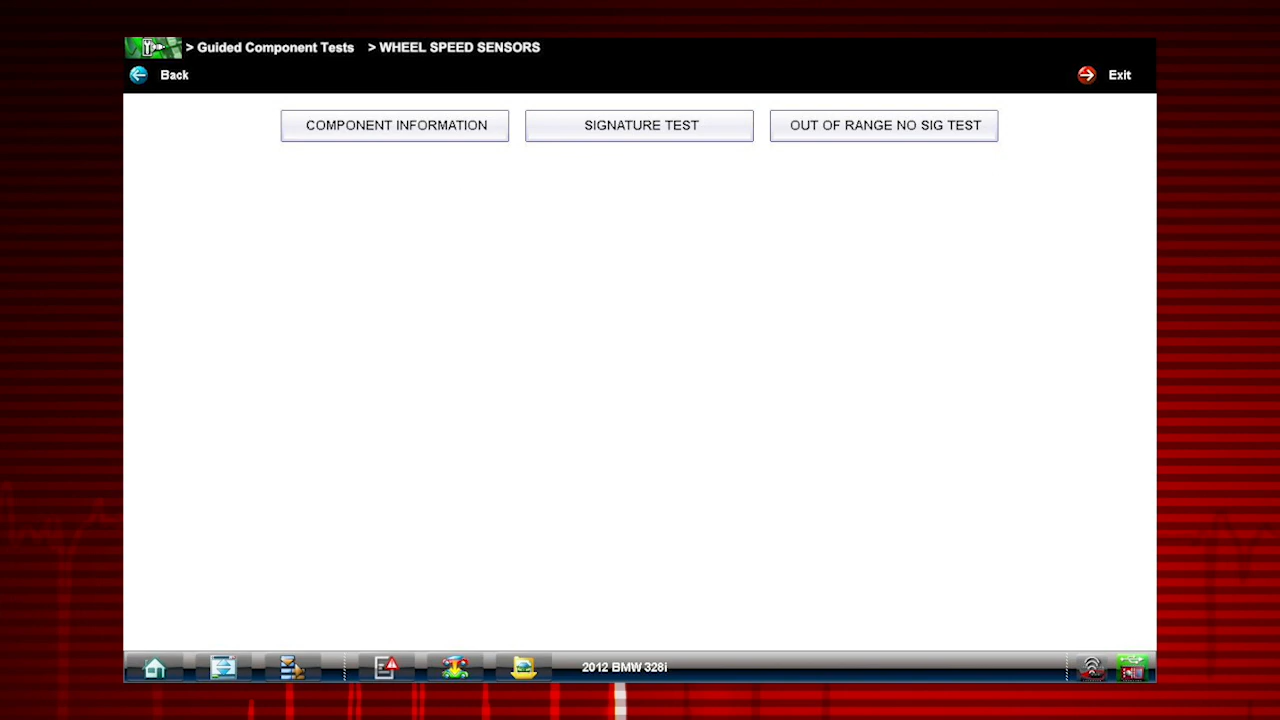 > Guided Component Tests > WHEEL SPEED SENSORS
Back
Exit
COMPONENT INFORMATION
SIGNATURE TEST
OUT OF RANGE NO SIG TEST
2012 BMW 328i